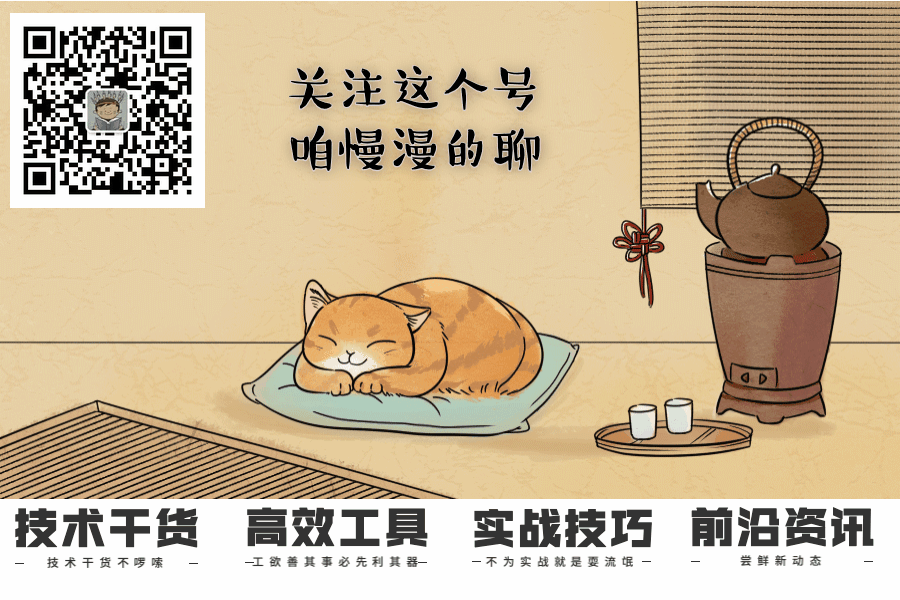 关注这个号
咱慢漫的聊
技术干货
高效工具
实战技巧
前沿资讯
技术干货不啰嗦
工欲善其事必先利其器
不为实战就是耍流氓
尝鲜新动态